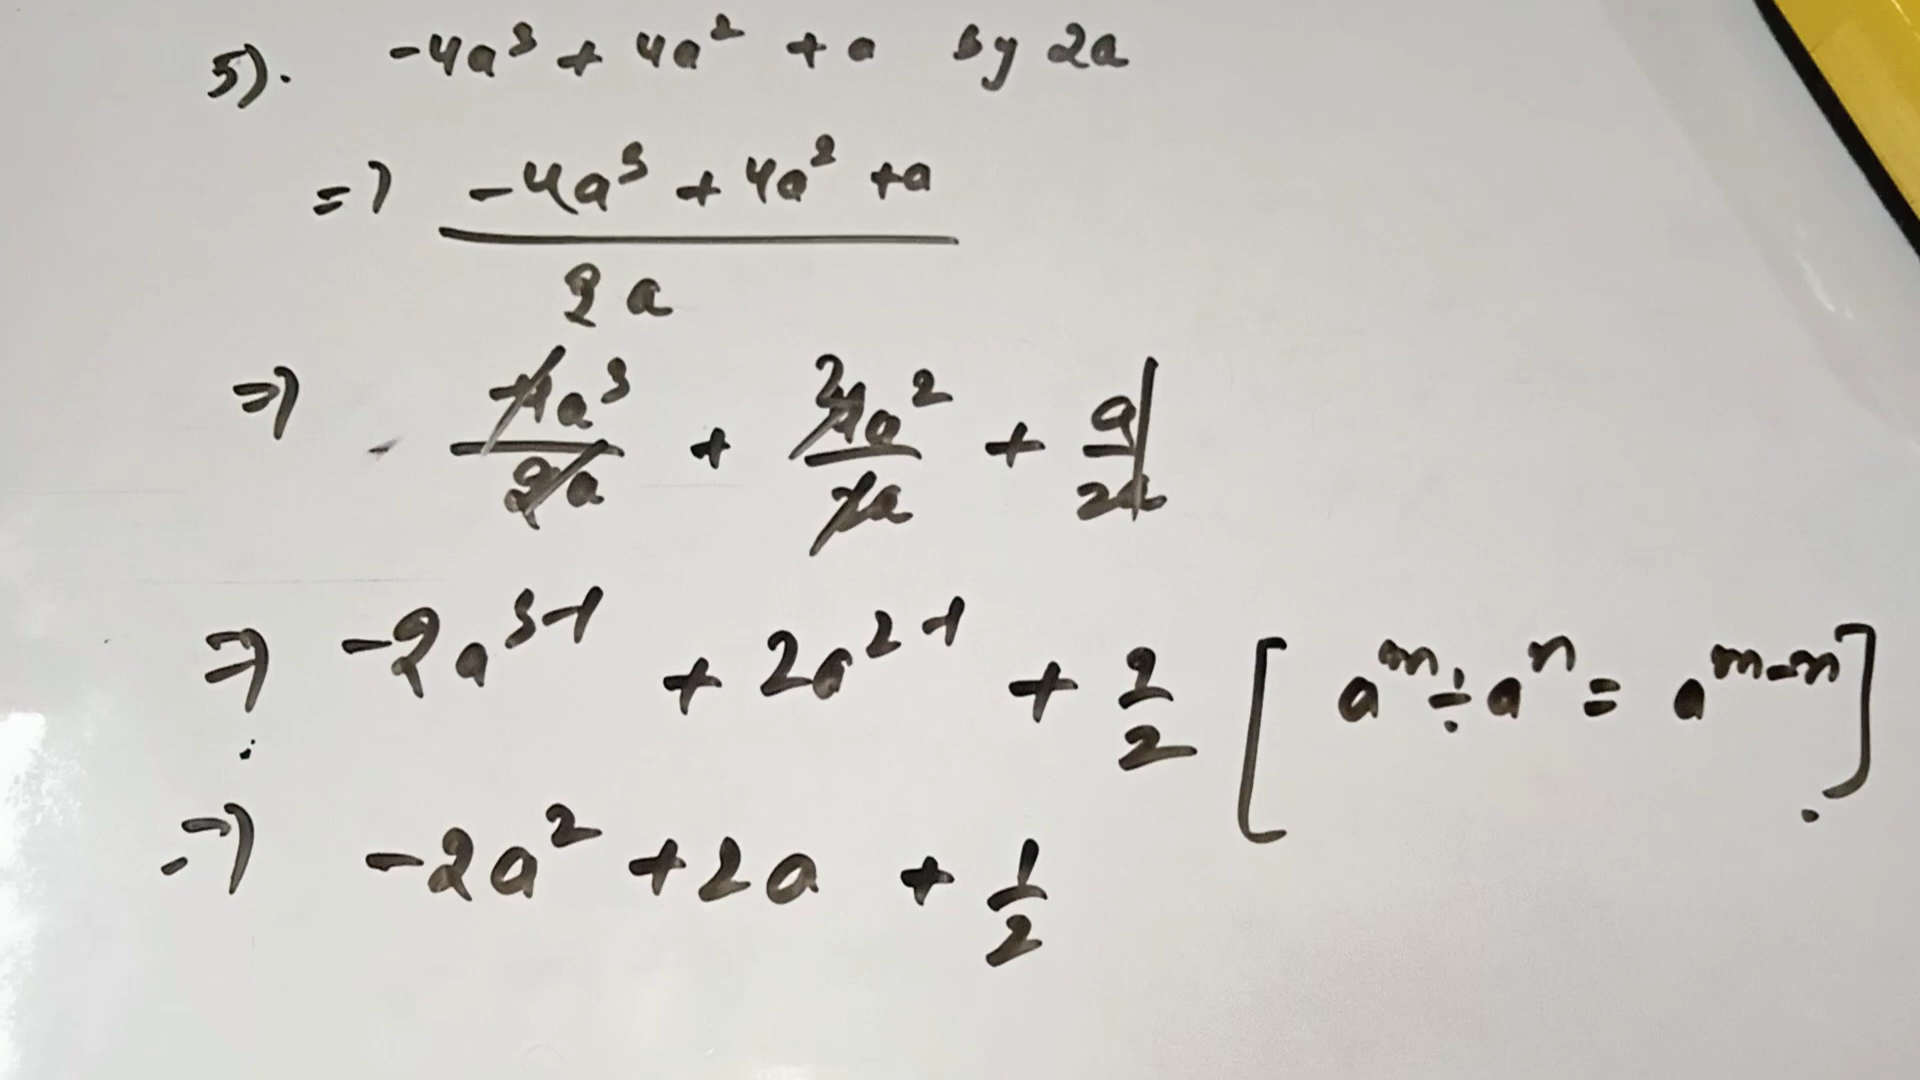 5). -4a³ + 4a² + a by 2a
=> (-4a³ + 4a² + a) / 2a
=> - 4a³/2a + 4a²/2a + a/2a
=> -2a³⁻¹ + 2a²⁻¹ + 1/2 [aᵐ ÷ aⁿ = aᵐ⁻ⁿ]
=> -2a² + 2a + 1/2